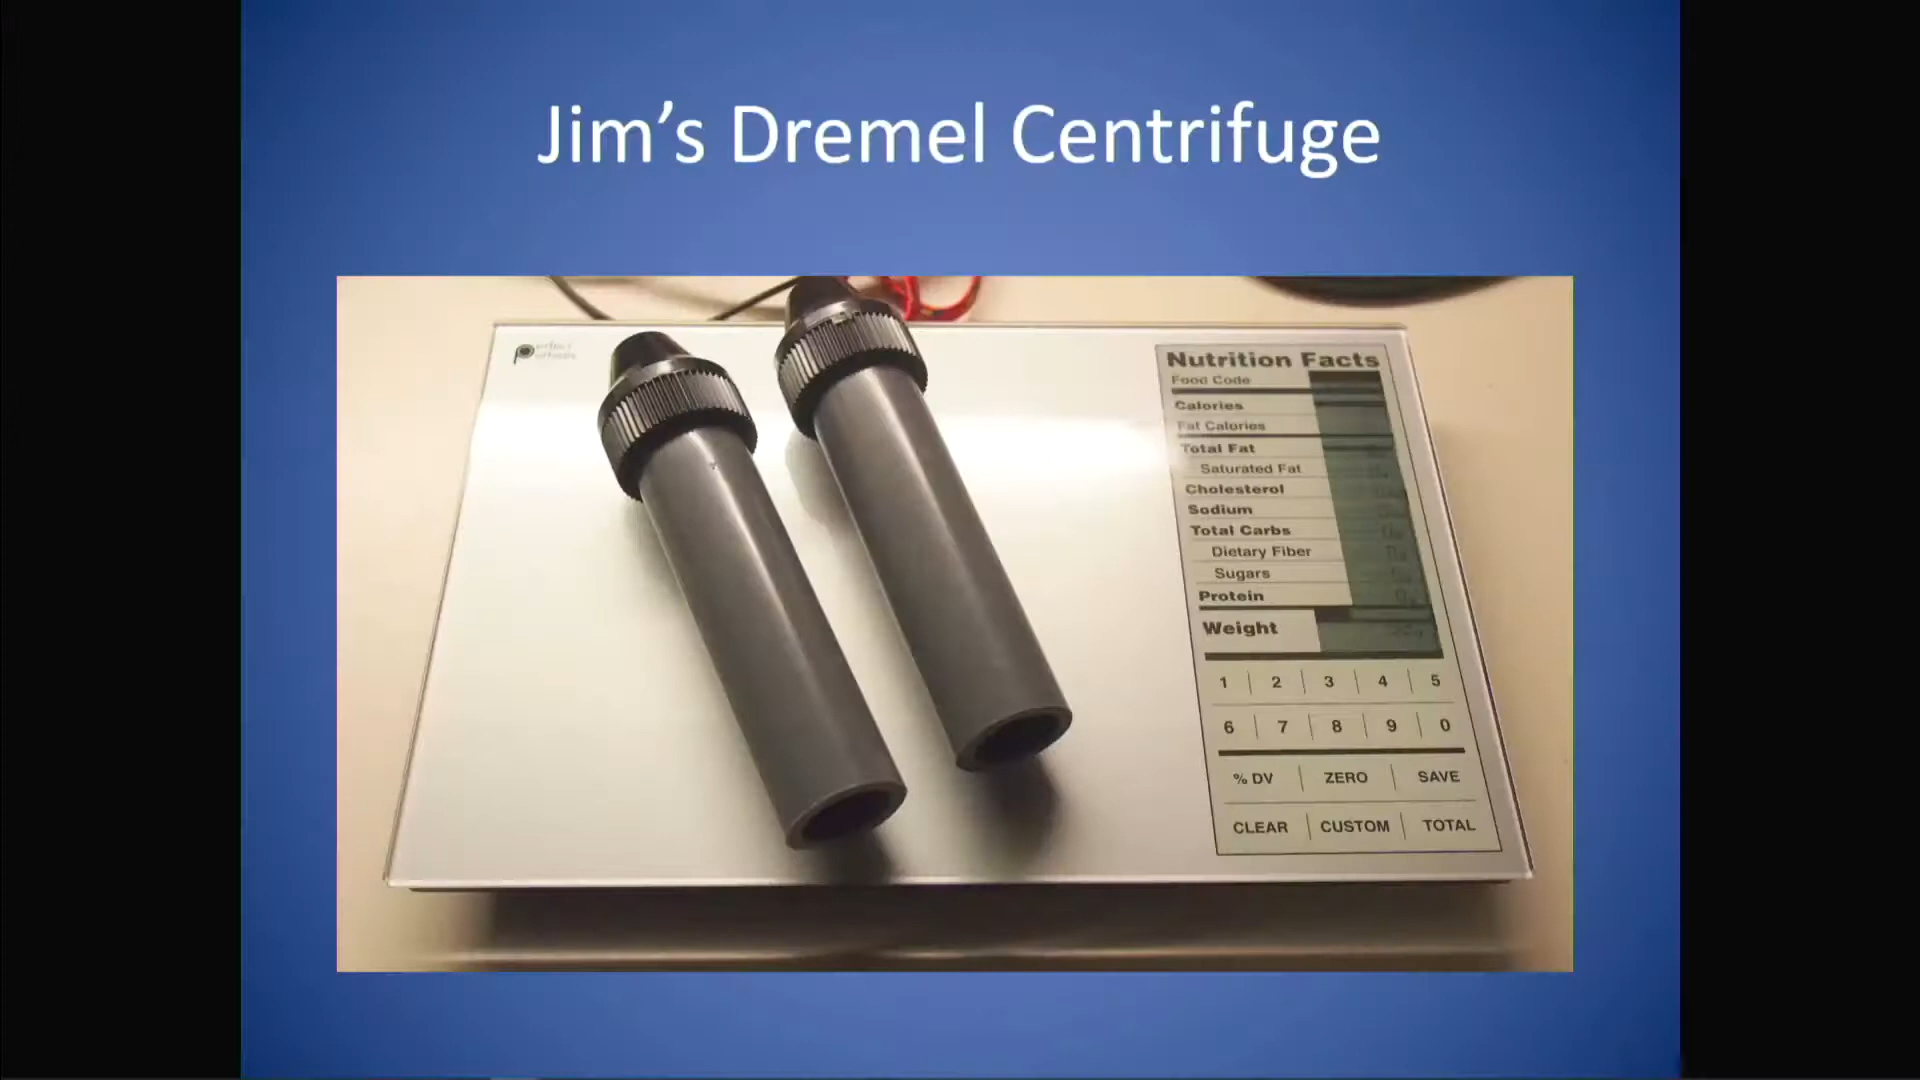 Jim’s Dremel Centrifuge
Nutrition Facts
Food Code
Calories
Fat Calories
Total Fat
Saturated Fat
Cholesterol
Sodium
Total Carbs
Dietary Fiber
Sugars
Protein
Weight
1 2 3 4 5
6 7 8 9 0
% DV ZERO SAVE
CLEAR CUSTOM TOTAL